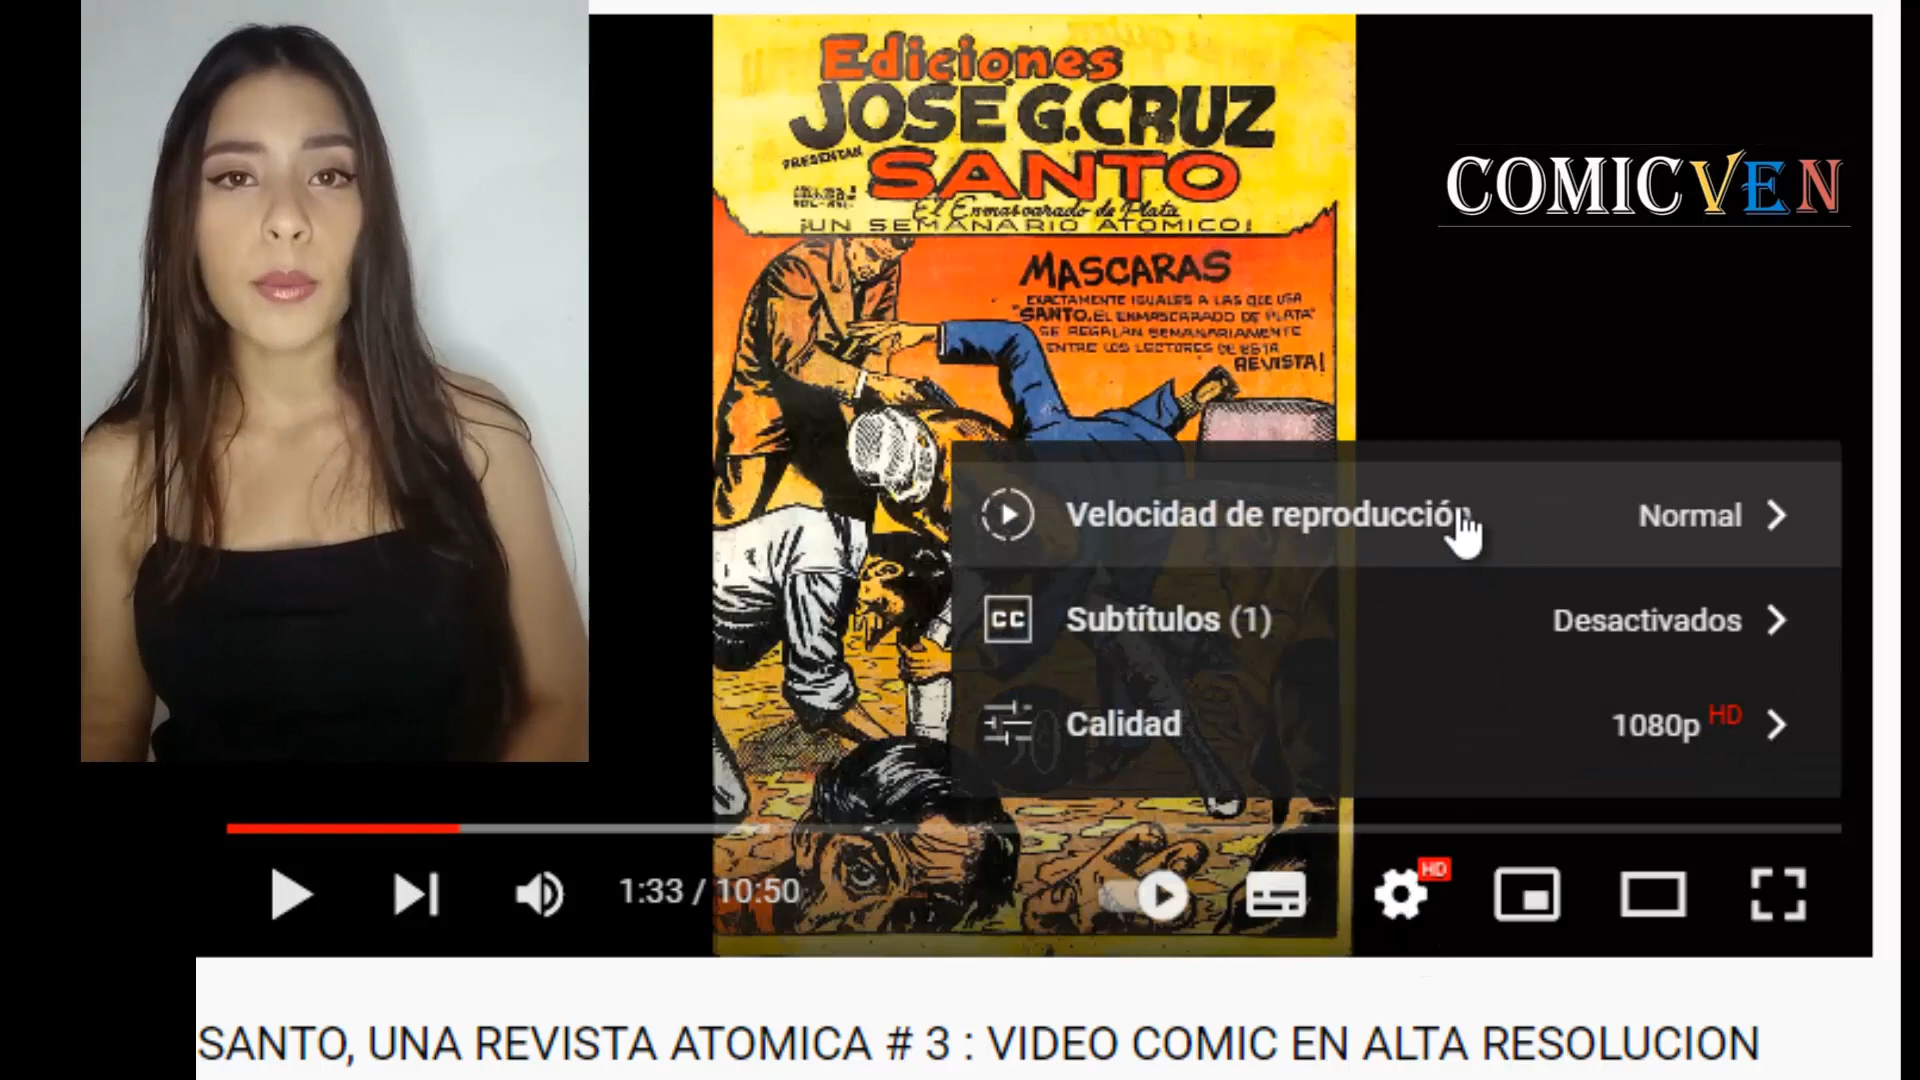 Ediciones
JOSE G. CRUZ
PRESENTAN
SANTO
El Enmascarado de Plata
¡UN SEMANARIO ATOMICO!
MASCARAS
EXACTAMENTE IGUALES A LAS QUE USA
"SANTO, EL ENMASCARADO DE PLATA"
SE REGALAN SEMANARIAMENTE
ENTRE LOS LECTORES DE ESTA
REVISTA!
COMICVEN
Velocidad de reproducción Normal
CC Subtítulos (1) Desactivados
Calidad 1080p HD
1:33 / 10:50 HD
SANTO, UNA REVISTA ATOMICA # 3 : VIDEO COMIC EN ALTA RESOLUCION